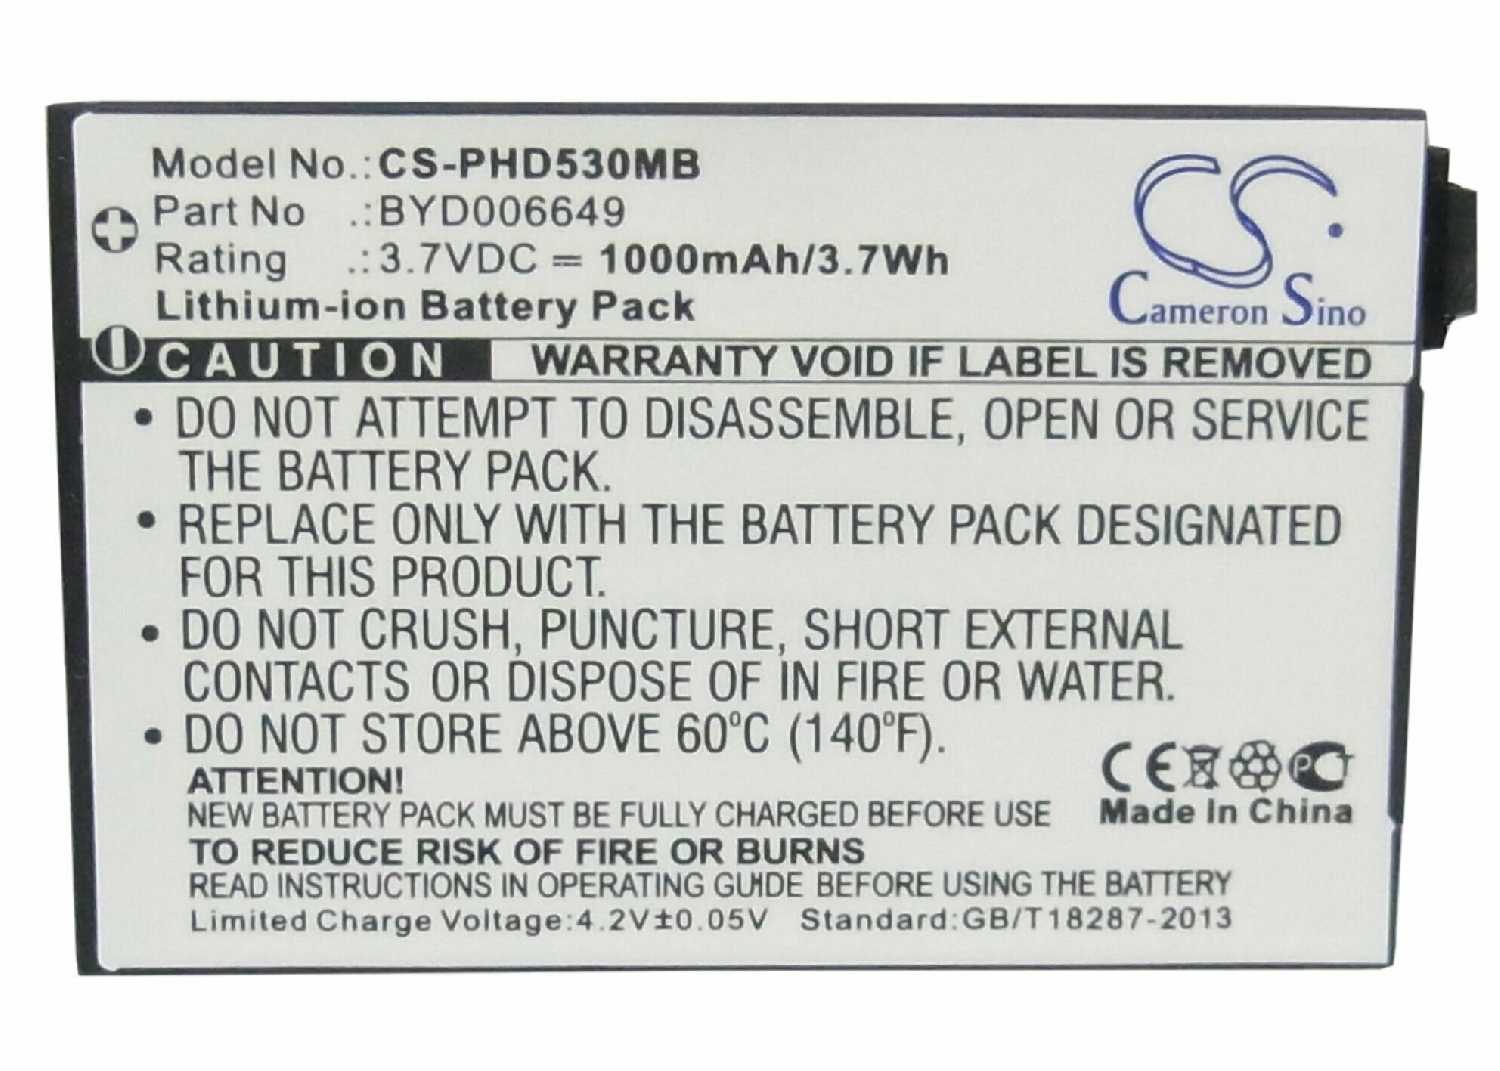 Model No.:CS-PHD530MB
Part No .:BYD006649
Rating .:3.7VDC = 1000mAh/3.7Wh
Lithium-ion Battery Pack
CS
Cameron Sino
CAUTION WARRANTY VOID IF LABEL IS REMOVED
• DO NOT ATTEMPT TO DISASSEMBLE, OPEN OR SERVICE
THE BATTERY PACK.
• REPLACE ONLY WITH THE BATTERY PACK DESIGNATED
FOR THIS PRODUCT.
• DO NOT CRUSH, PUNCTURE, SHORT EXTERNAL
CONTACTS OR DISPOSE OF IN FIRE OR WATER.
• DO NOT STORE ABOVE 60°C (140°F).
CE PC
Made In China
ATTENTION!
NEW BATTERY PACK MUST BE FULLY CHARGED BEFORE USE
TO REDUCE RISK OF FIRE OR BURNS
READ INSTRUCTIONS IN OPERATING GUIDE BEFORE USING THE BATTERY
Limited Charge Voltage:4.2V±0.05V Standard:GB/T18287-2013